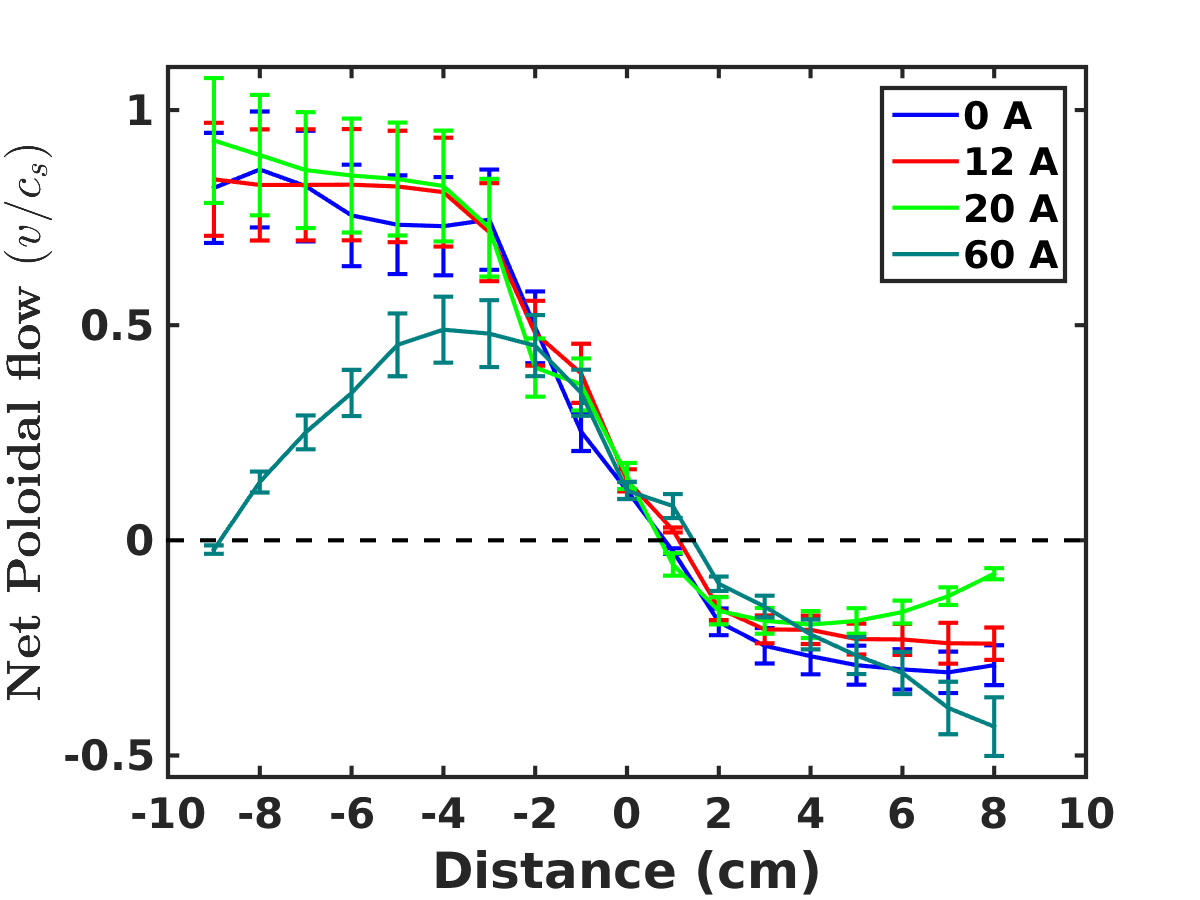 Net Poloidal flow (v/c_s)
1
0.5
0
-0.5
0 A
12 A
20 A
60 A
-10 -8 -6 -4 -2 0 2 4 6 8 10
Distance (cm)